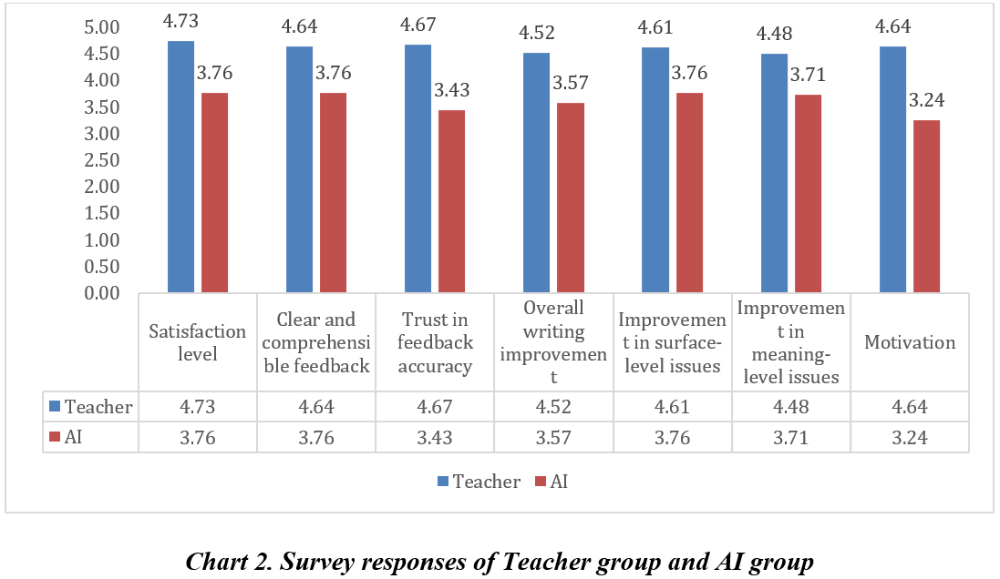 5.00
4.50
4.00
3.50
3.00
2.50
2.00
1.50
1.00
0.50
0.00
4.73 4.64 4.67 4.52 4.61 4.48 4.64
3.76 3.76 3.43 3.57 3.76 3.71 3.24
Satisfaction
level
Clear and
comprehensi
ble feedback
Trust in
feedback
accuracy
Overall
writing
improvemen
t
Improvemen
t in surface-
level issues
Improvemen
t in
meaning-
level issues
Motivation
Teacher 4.73 4.64 4.67 4.52 4.61 4.48 4.64
AI 3.76 3.76 3.43 3.57 3.76 3.71 3.24
Teacher AI
Chart 2. Survey responses of Teacher group and AI group